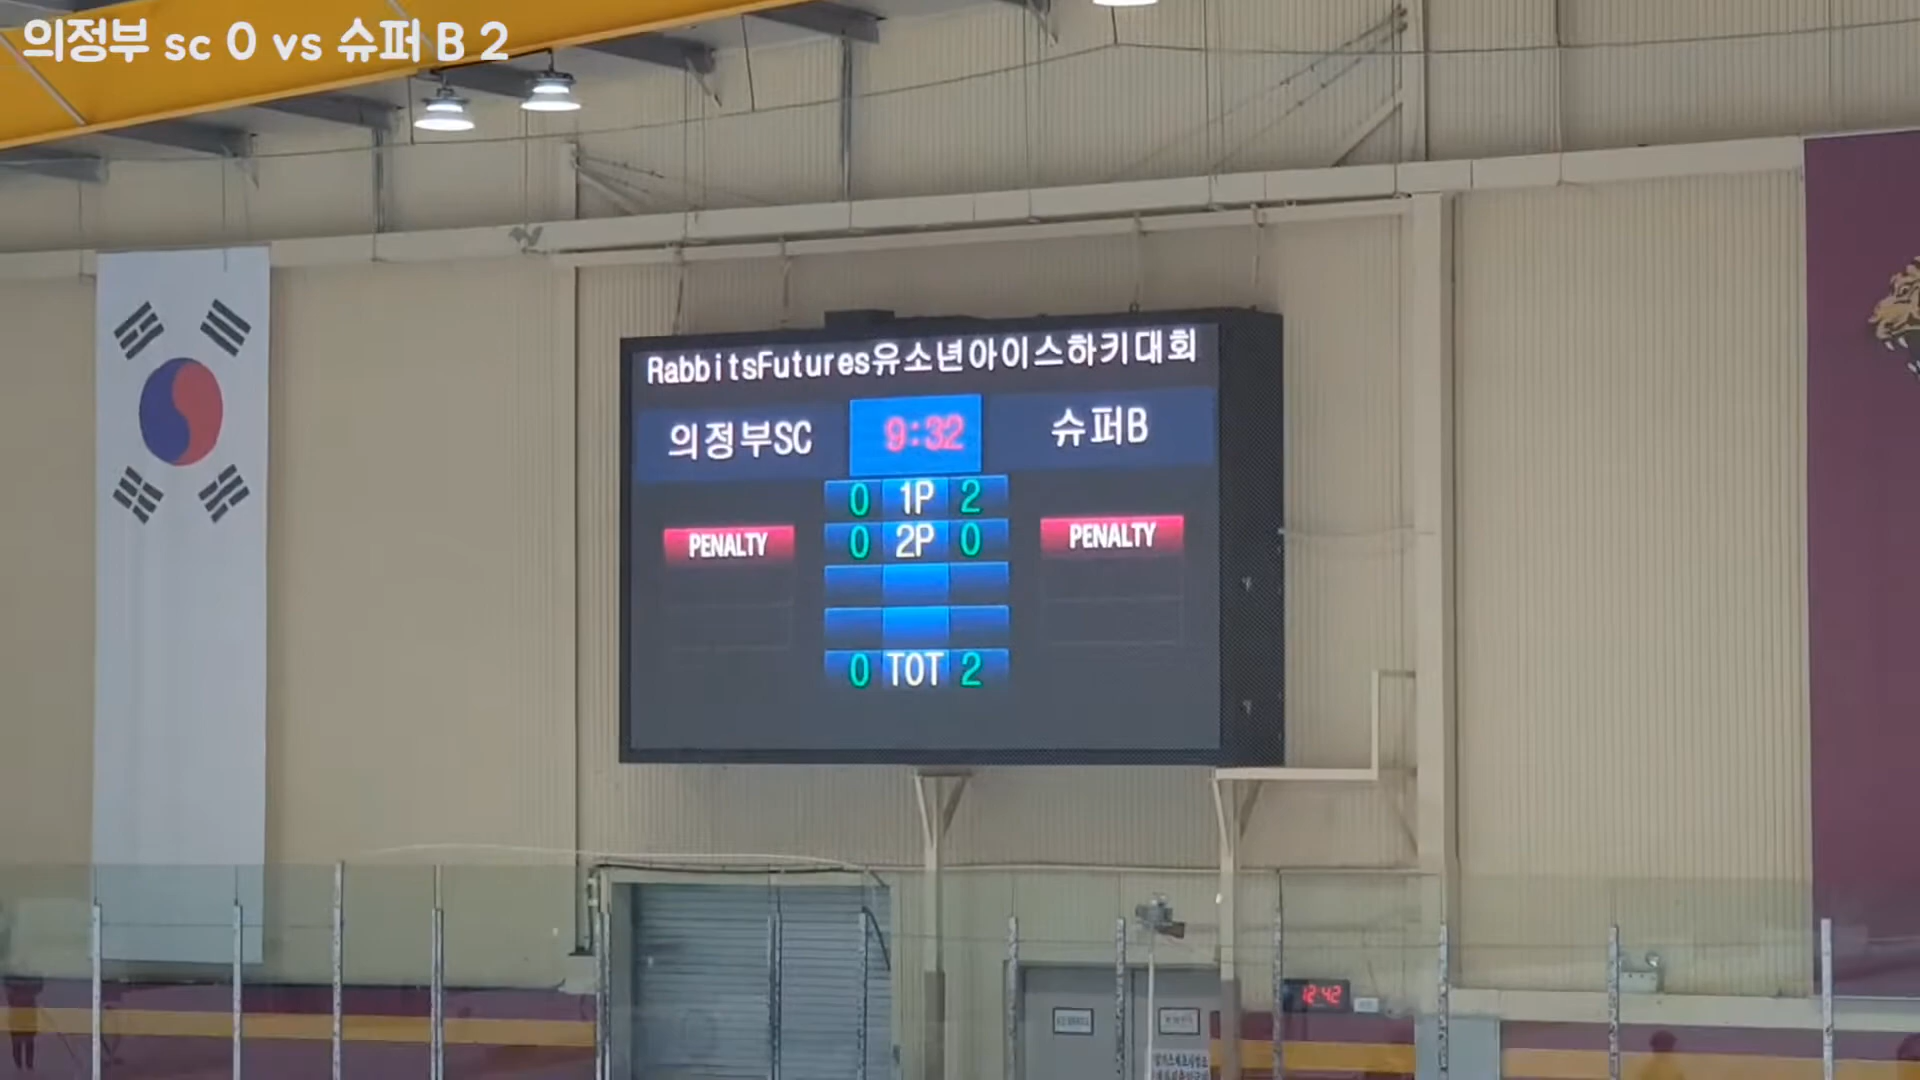 의정부 sc 0 vs 슈퍼 B 2
RabbitsFutures유소년아이스하키대회
의정부SC 9:32 슈퍼B
0 1P 2
PENALTY 0 2P 0 PENALTY
0 TOT 2
12:42